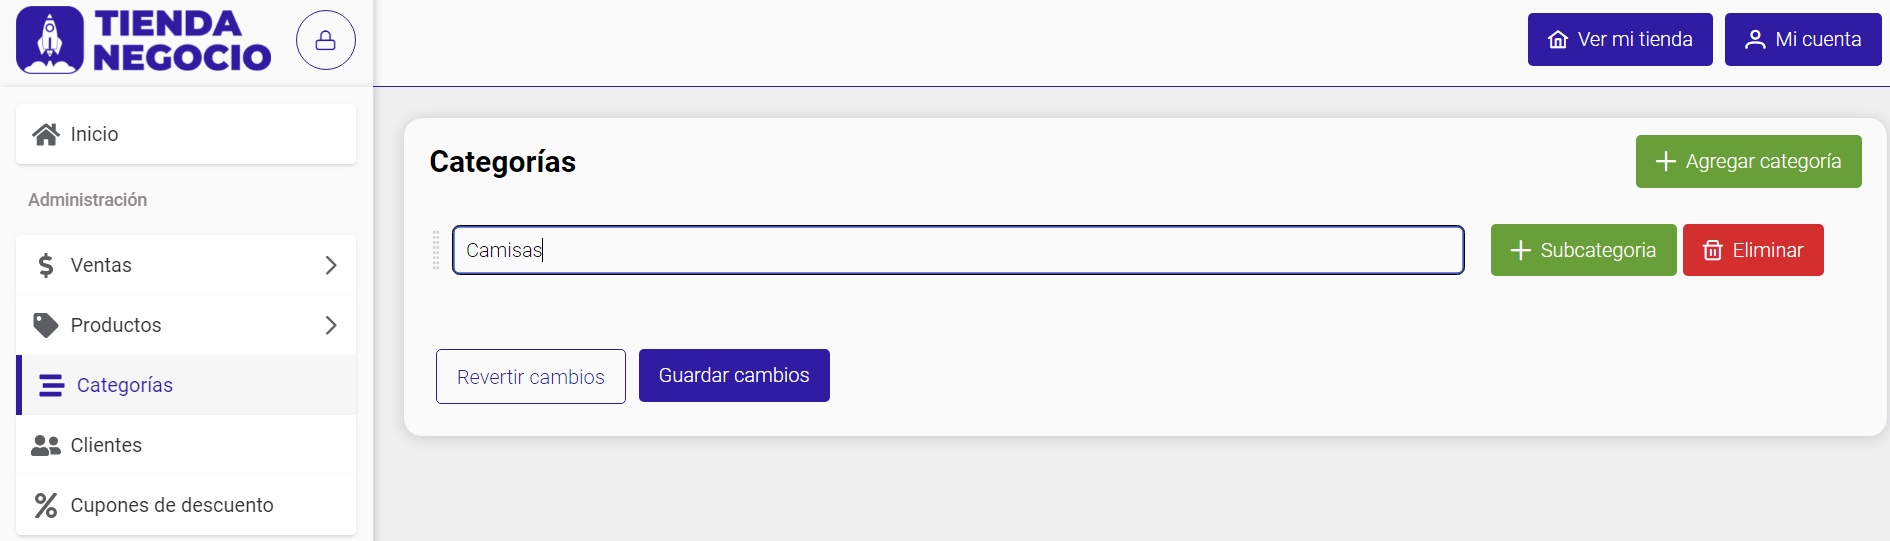 TIENDA
NEGOCIO
Ver mi tienda
Mi cuenta
Inicio
Administración
Ventas
Productos
Categorías
Clientes
Cupones de descuento
Categorías
Agregar categoría
Camisas
Subcategoria
Eliminar
Revertir cambios
Guardar cambios